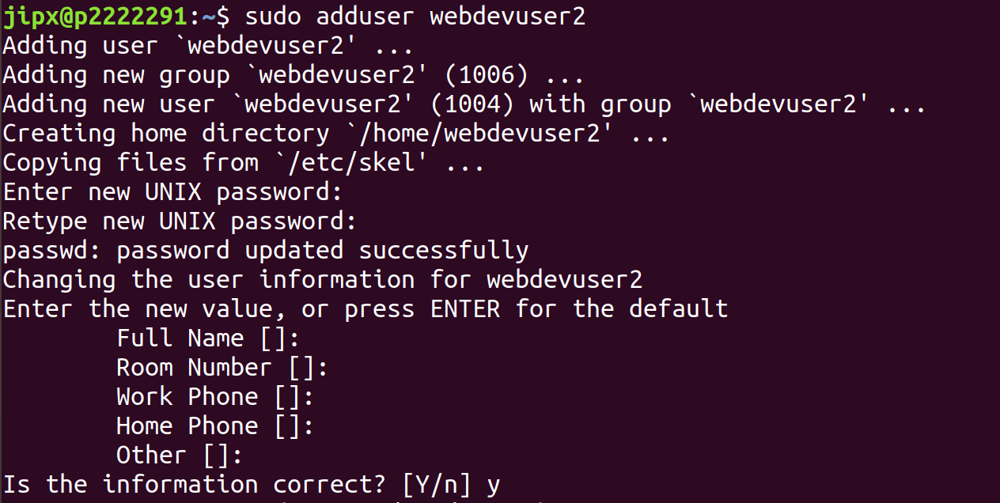 jipx@p2222291:~$ sudo adduser webdevuser2
Adding user `webdevuser2' ...
Adding new group `webdevuser2' (1006) ...
Adding new user `webdevuser2' (1004) with group `webdevuser2' ...
Creating home directory `/home/webdevuser2' ...
Copying files from `/etc/skel' ...
Enter new UNIX password:
Retype new UNIX password:
passwd: password updated successfully
Changing the user information for webdevuser2
Enter the new value, or press ENTER for the default
Full Name []:
Room Number []:
Work Phone []:
Home Phone []:
Other []:
Is the information correct? [Y/n] y